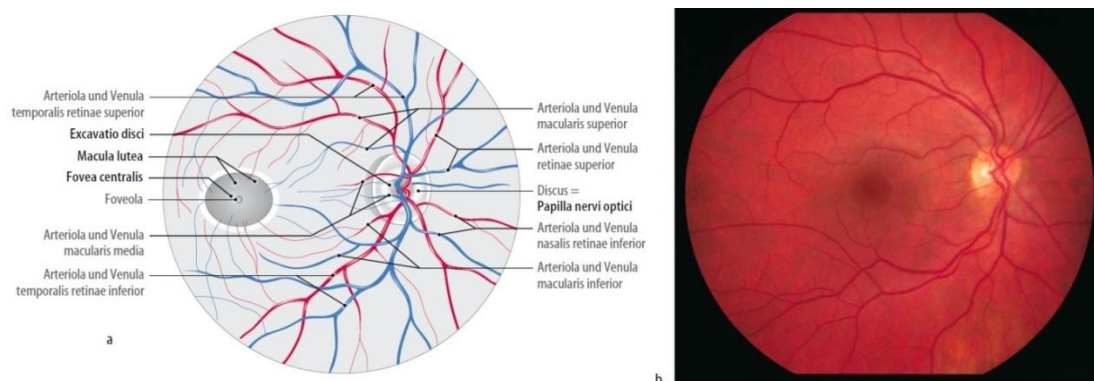 Arteriola und Venula
temporalis retinae superior
Excavatio disci
Macula lutea
Fovea centralis
Foveola
Arteriola und Venula
macularis media
Arteriola und Venula
temporalis retinae inferior
a
Arteriola und Venula
macularis superior
Arteriola und Venula
retinae superior
Discus =
Papilla nervi optici
Arteriola und Venula
nasalis retinae inferior
Arteriola und Venula
macularis inferior
b